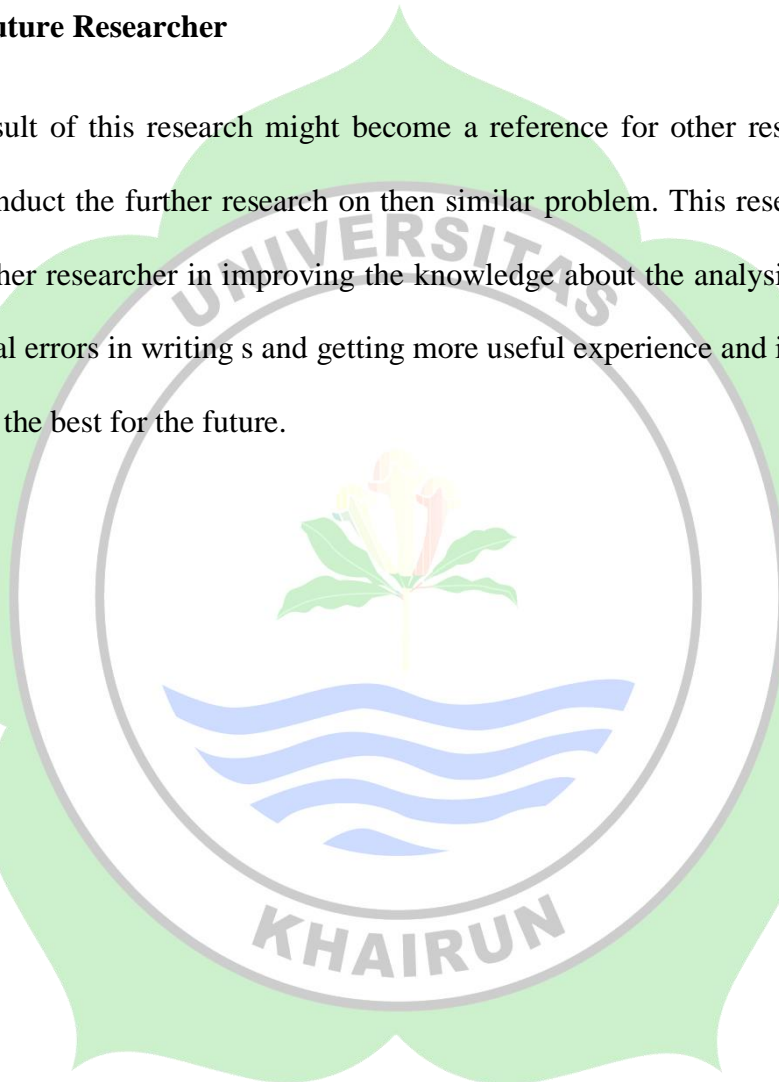 uture Researcher
sult of this research might become a reference for other res
nduct the further research on then similar problem. This rese
her researcher in improving the knowledge about the analysi
al errors in writing s and getting more useful experience and i
the best for the future.
UNIVERSITAS
KHAIRUN